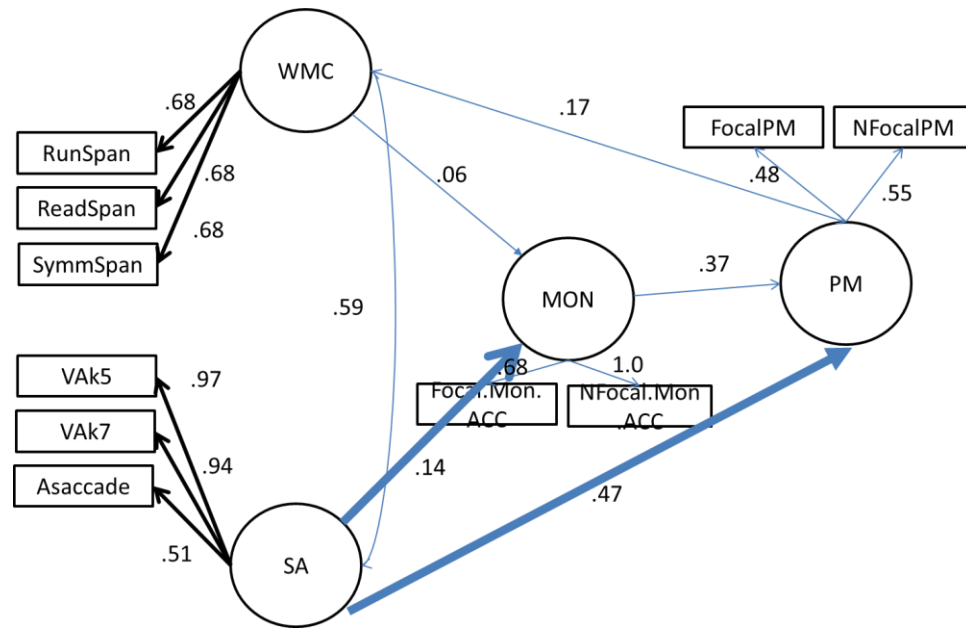 WMC
.68
RunSpan
.68
ReadSpan
.68
SymmSpan
.17
FocalPM
NFocalPM
.48
.55
.06
.59
MON
.37
PM
.68
1.0
Focal.Mon.
ACC
NFocal.Mon
.ACC
VAk5
.97
VAk7
.94
Asaccade
.51
SA
.14
.47